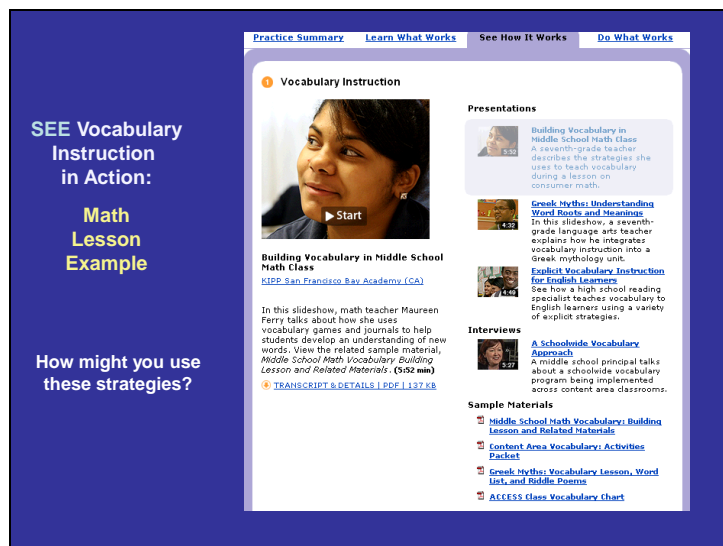 SEE Vocabulary
Instruction
in Action:
Math
Lesson
Example
How might you use
these strategies?
Practice Summary
Learn What Works
See How It Works
Do What Works
1 Vocabulary Instruction
Start
Building Vocabulary in Middle School
Math Class
KIPP San Francisco Bay Academy (CA)
In this slideshow, math teacher Maureen
Ferry talks about how she uses
vocabulary games and journals to help
students develop an understanding of new
words. View the related sample material,
Middle School Math Vocabulary Building
Lesson and Related Materials. (5:52 min)
TRANSCRIPT & DETAILS | PDF | 137 KB
Presentations
5:52
Building Vocabulary in
Middle School Math Class
A seventh-grade teacher
describes the strategies she
uses to teach vocabulary
during a lesson on
consumer math.
4:32
Greek Myths: Understanding
Word Roots and Meanings
In this slideshow, a seventh-
grade language arts teacher
explains how he integrates
vocabulary instruction into a
Greek mythology unit.
4:49
Explicit Vocabulary Instruction
for English Learners
See how a high school reading
specialist teaches vocabulary to
English learners using a variety
of explicit strategies.
Interviews
5:27
A Schoolwide Vocabulary
Approach
A middle school principal talks
about a schoolwide vocabulary
program being implemented
across content area classrooms.
Sample Materials
Middle School Math Vocabulary: Building
Lesson and Related Materials
Content Area Vocabulary: Activities
Packet
Greek Myths: Vocabulary Lesson, Word
List, and Riddle Poems
ACCESS Class Vocabulary Chart